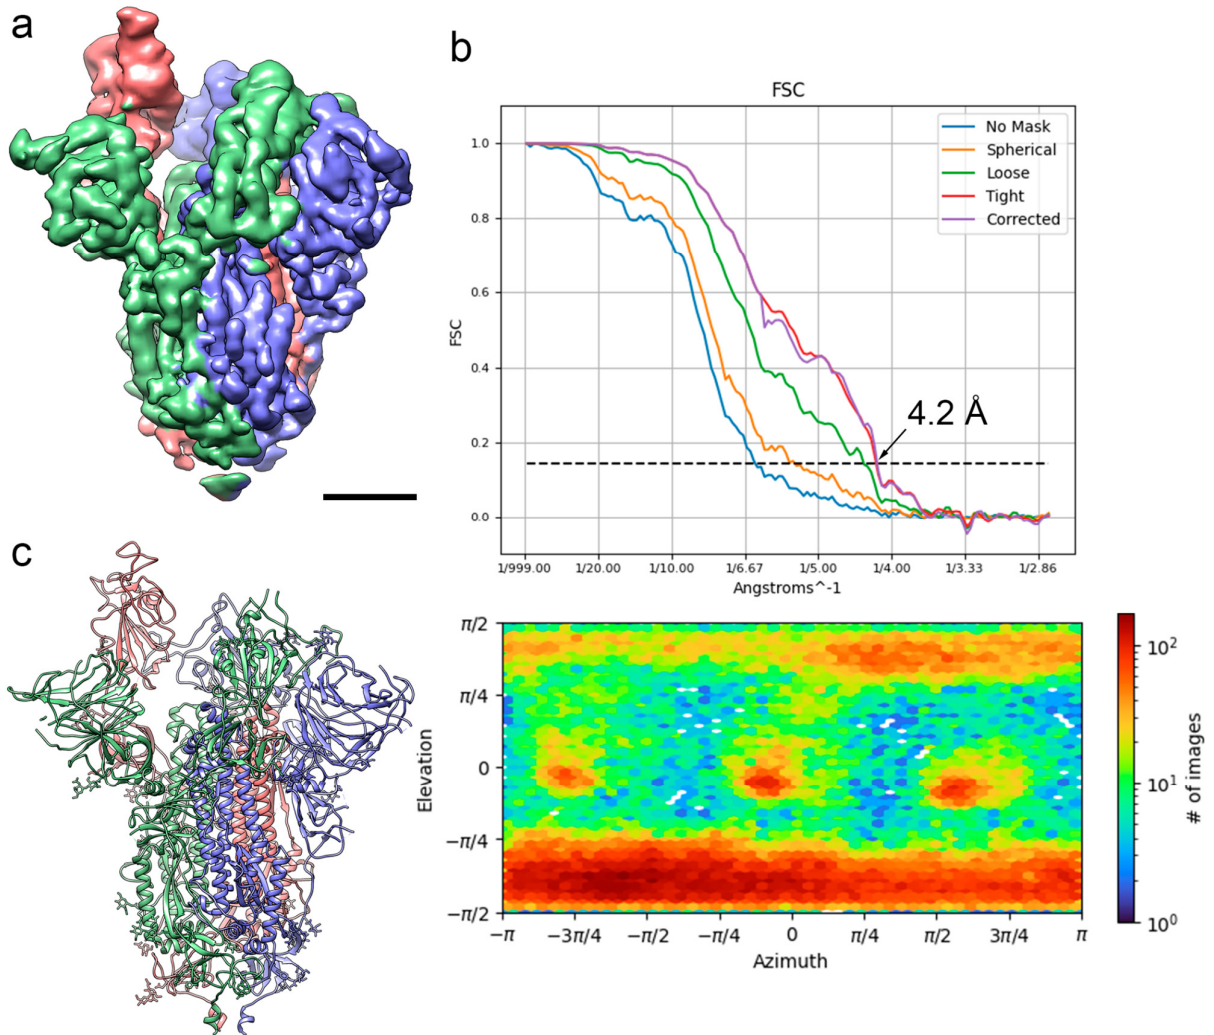 a
b
FSC
No Mask
Spherical
Loose
Tight
Corrected
1.0
0.8
0.6
0.4
0.2
0.0
FSC
4.2 Å
1/999.00 1/20.00 1/10.00 1/6.67 1/5.00 1/4.00 1/3.33 1/2.86
Angstroms^-1
c
π/2
π/4
0
−π/4
−π/2
Elevation
−π −3π/4 −π/2 −π/4 0 π/4 π/2 3π/4 π
Azimuth
10²
10¹
10⁰
# of images